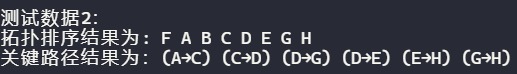 测试数据2：
拓扑排序结果为: F A B C D E G H
关键路径结果为: (A→C) (C→D) (D→G) (D→E) (E→H) (G→H)